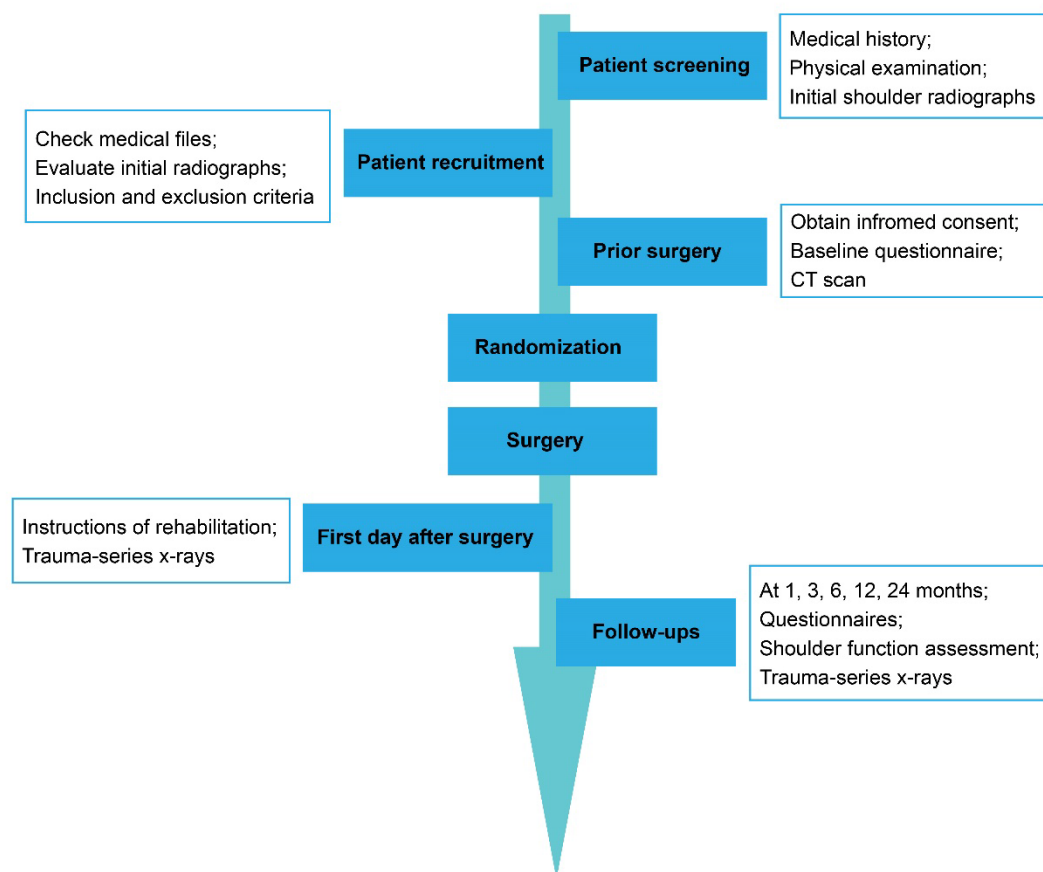 Patient screening
Medical history;
Physical examination;
Initial shoulder radiographs
Check medical files;
Evaluate initial radiographs;
Inclusion and exclusion criteria
Patient recruitment
Prior surgery
Obtain infromed consent;
Baseline questionnaire;
CT scan
Randomization
Surgery
Instructions of rehabilitation;
Trauma-series x-rays
First day after surgery
Follow-ups
At 1, 3, 6, 12, 24 months;
Questionnaires;
Shoulder function assessment;
Trauma-series x-rays